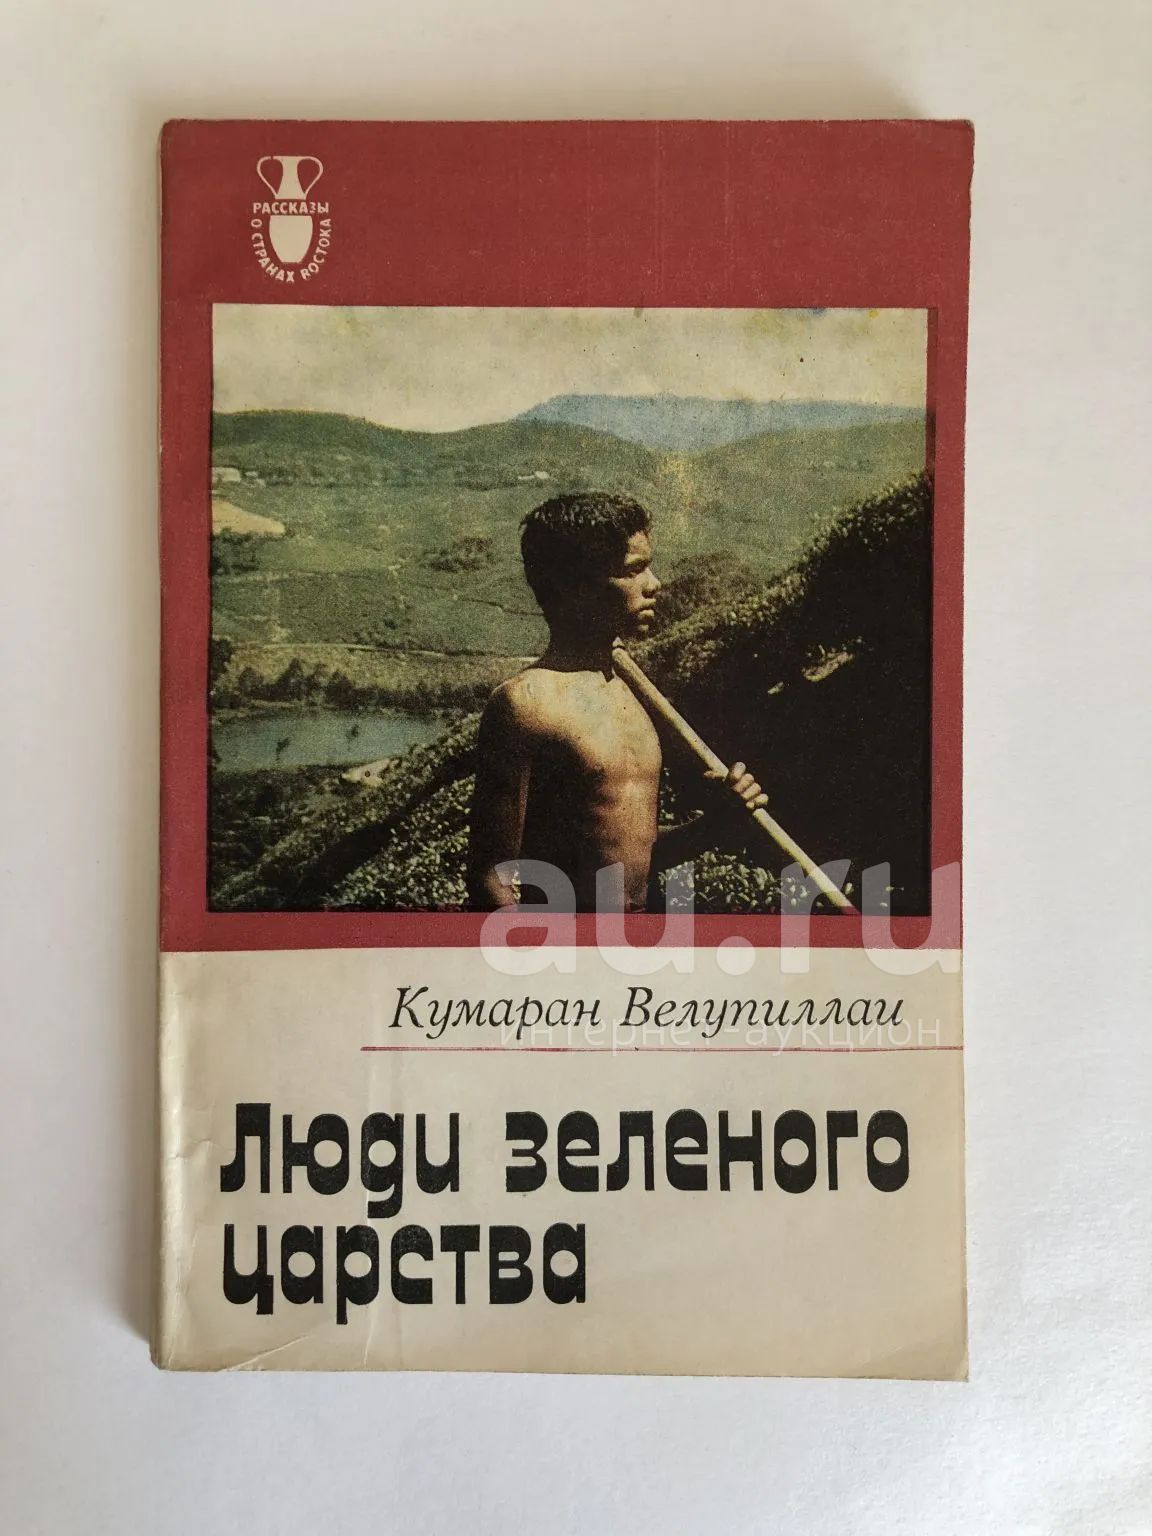 РАССКАЗЫ
О СТРАНАХ ВОСТОКА
Кумаран Велупиллаи
Люди зеленого
царства
au.ru
интернет-аукцион